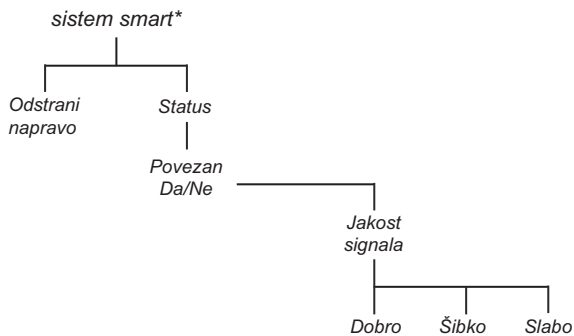 sistem smart*
Odstrani
napravo
Status
Povezan
Da/Ne
Jakost
signala
Dobro
Šibko
Slabo